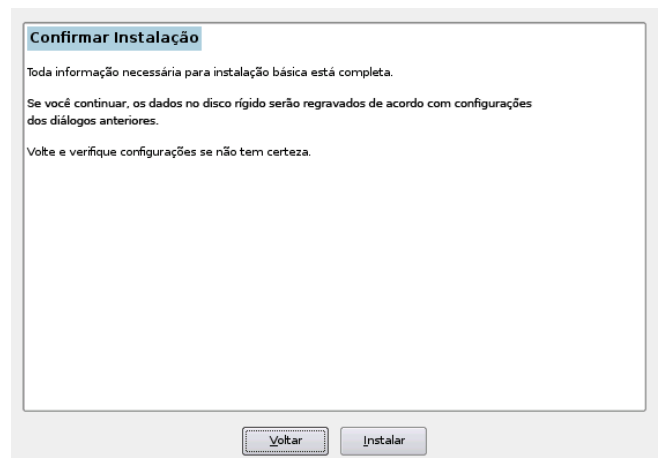 Confirmar Instalação
Toda informação necessária para instalação básica está completa.
Se você continuar, os dados no disco rígido serão regravados de acordo com configurações
dos diálogos anteriores.
Volte e verifique configurações se não tem certeza.
Voltar
Instalar